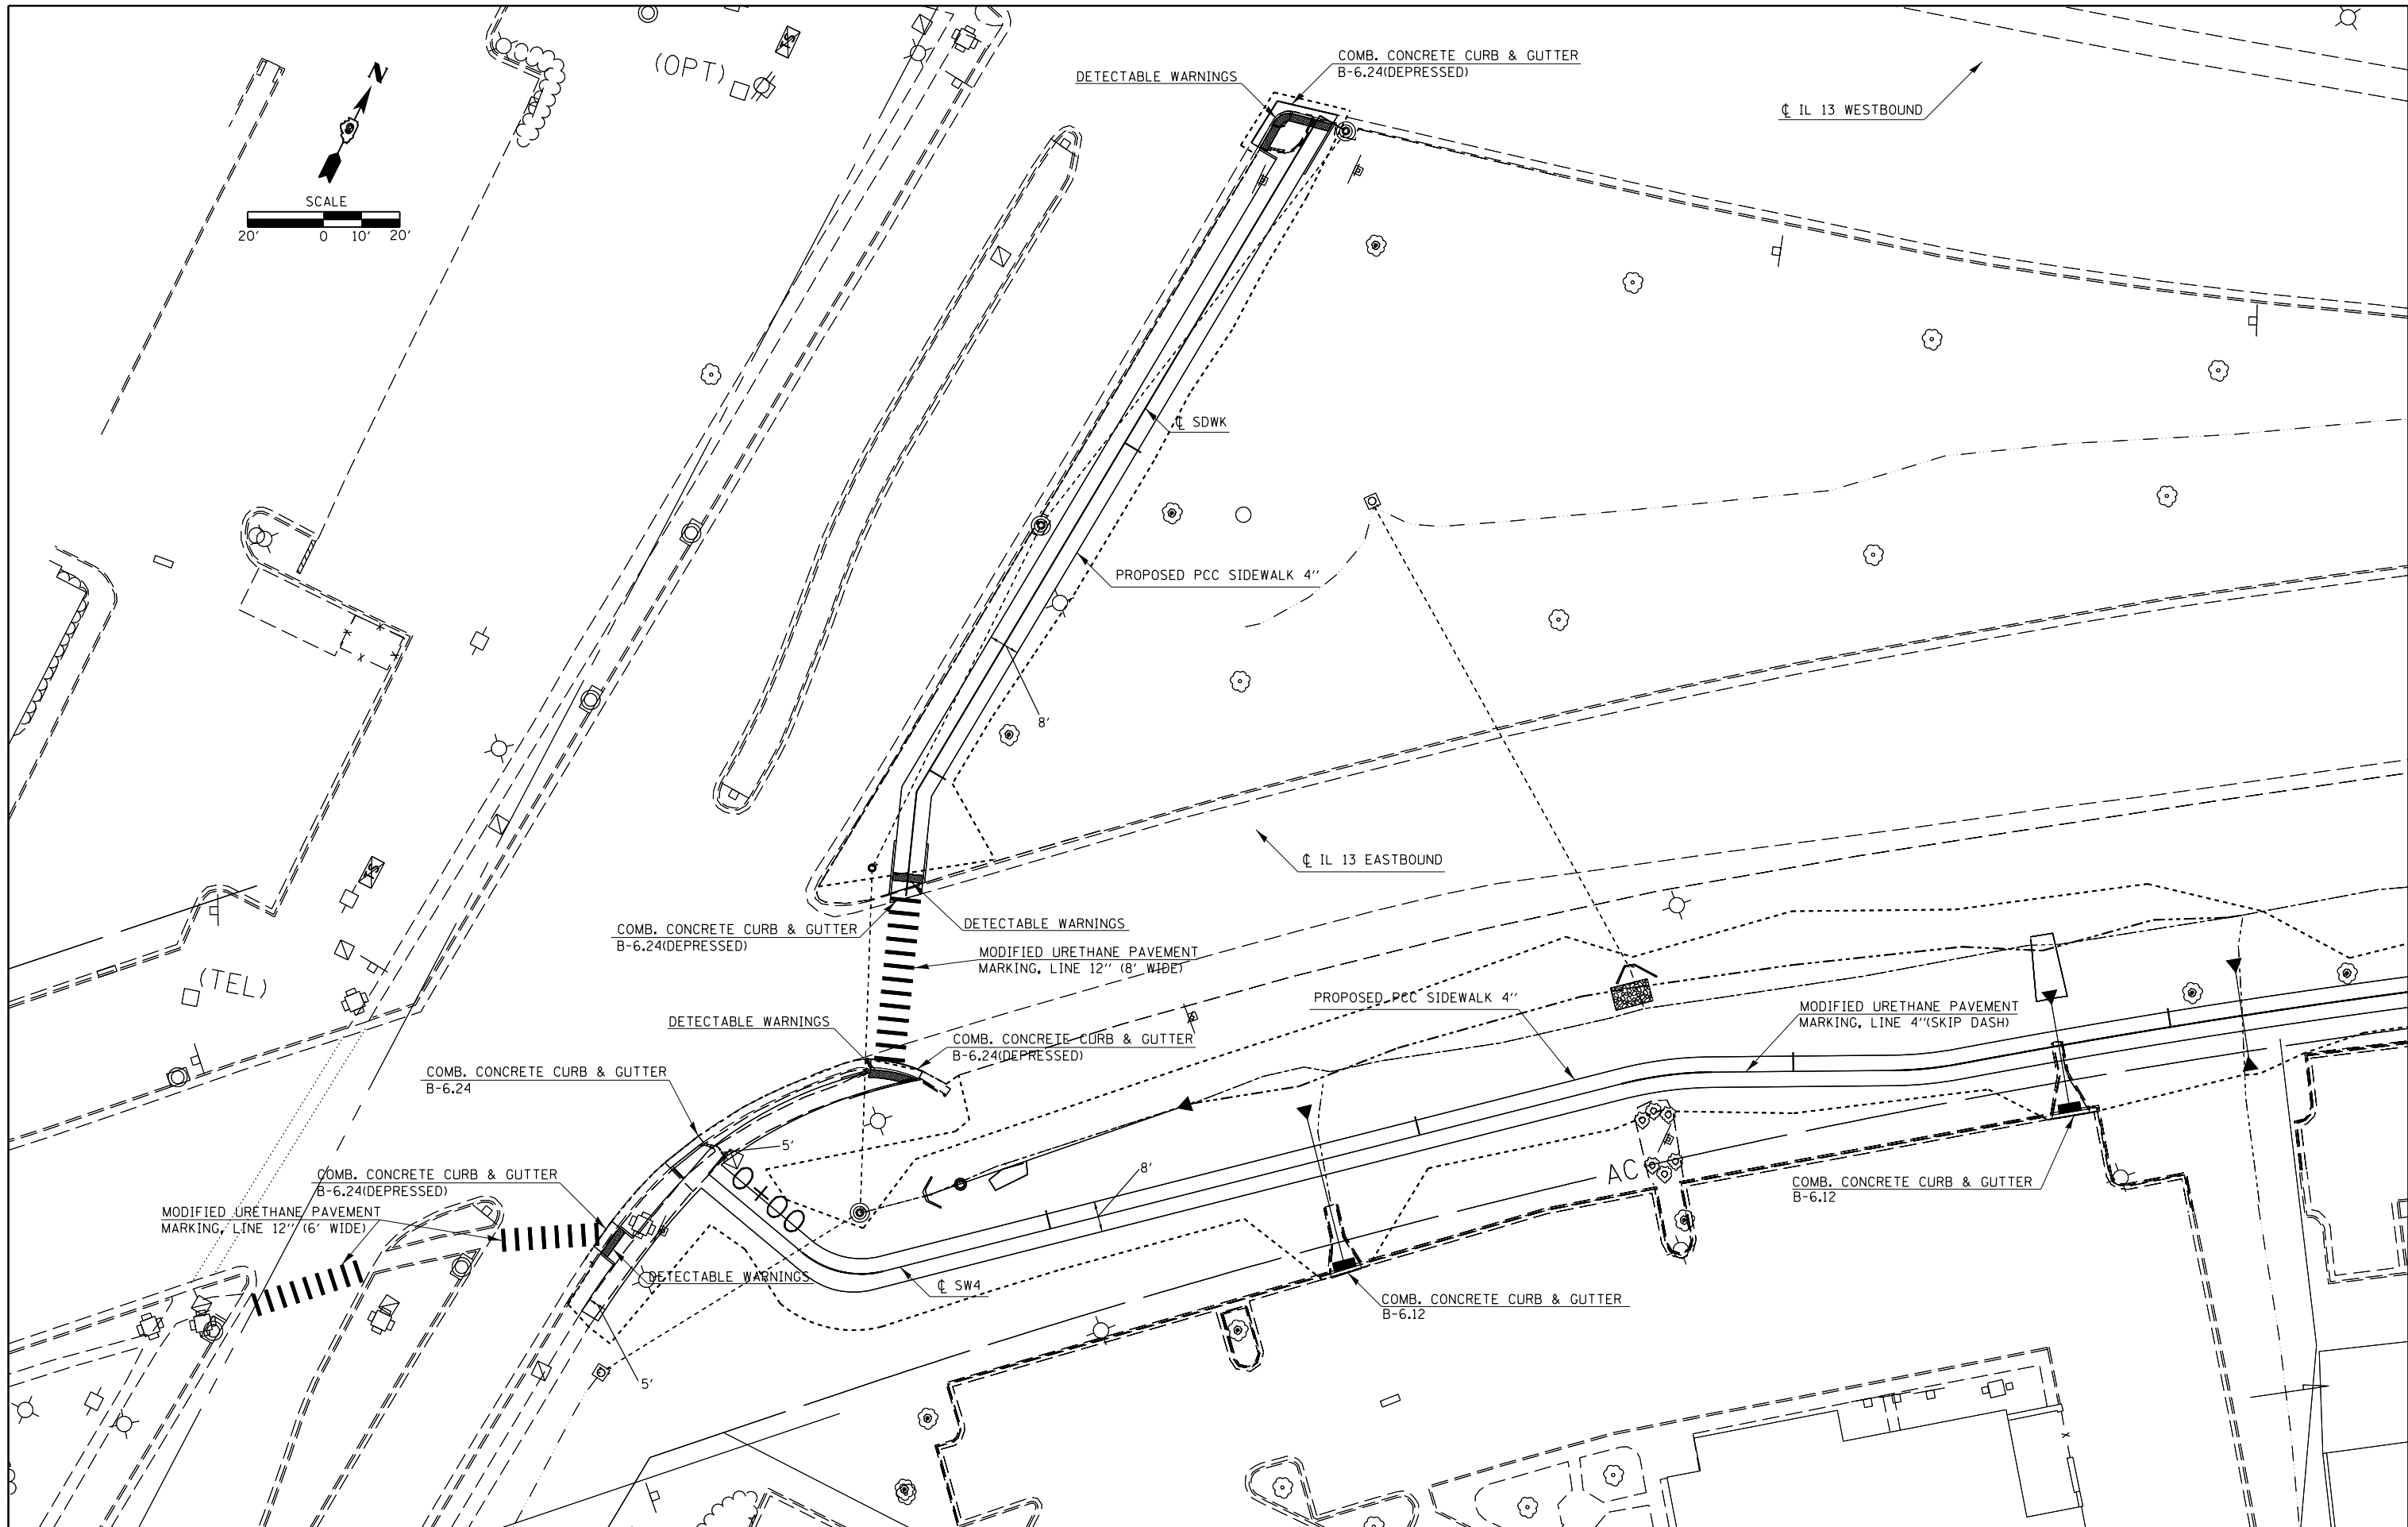 (OPT)
TS
N
SCALE
20' 0 10' 20'
DETECTABLE WARNINGS
COMB. CONCRETE CURB & GUTTER
B-6.24(DEPRESSED)
℄ IL 13 WESTBOUND
℄ SDWK
PROPOSED PCC SIDEWALK 4''
8'
℄ IL 13 EASTBOUND
TS
(TEL)
COMB. CONCRETE CURB & GUTTER
B-6.24(DEPRESSED)
DETECTABLE WARNINGS
MODIFIED URETHANE PAVEMENT
MARKING, LINE 12'' (8' WIDE)
PROPOSED PCC SIDEWALK 4''
MODIFIED URETHANE PAVEMENT
MARKING, LINE 4''(SKIP DASH)
DETECTABLE WARNINGS
COMB. CONCRETE CURB & GUTTER
B-6.24(DEPRESSED)
COMB. CONCRETE CURB & GUTTER
B-6.24
5'
COMB. CONCRETE CURB & GUTTER
B-6.24(DEPRESSED)
8'
AC
COMB. CONCRETE CURB & GUTTER
B-6.12
MODIFIED URETHANE PAVEMENT
MARKING, LINE 12'' (6' WIDE)
DETECTABLE WARNINGS
℄ SW4
COMB. CONCRETE CURB & GUTTER
B-6.12
5'